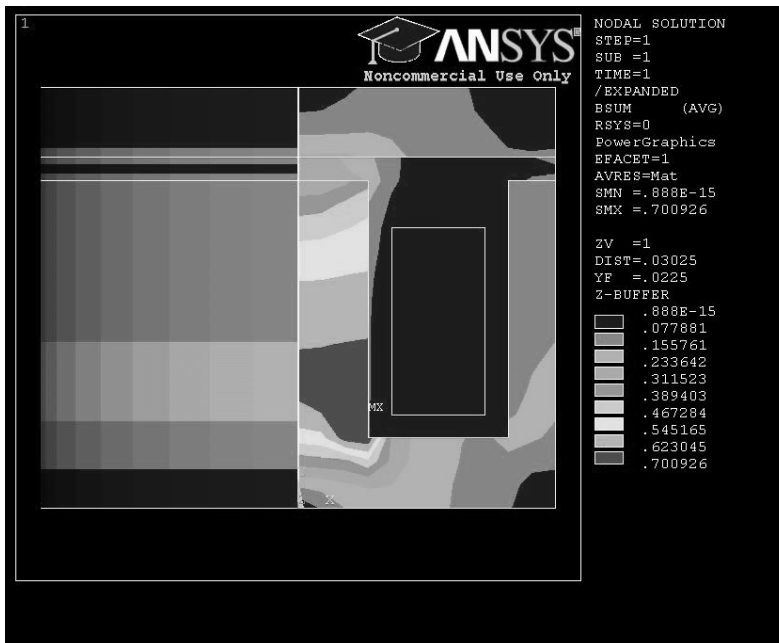 1
ANSYS
Noncommercial Use Only
NODAL SOLUTION
STEP=1
SUB =1
TIME=1
/EXPANDED
BSUM (AVG)
RSYS=0
PowerGraphics
EFACET=1
AVRES=Mat
SMN =.888E-15
SMX =.700926
ZV =1
DIST=.03025
YF =.0225
Z-BUFFER
.888E-15
.077881
.155761
.233642
.311523
.389403
.467284
.545165
.623045
.700926
MX
X